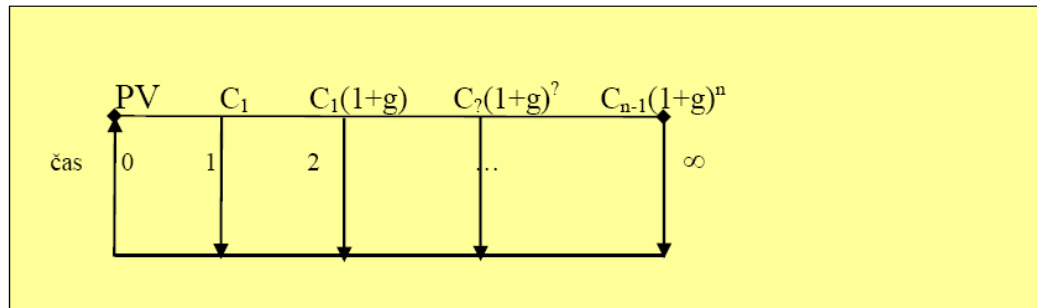 PV C₁ C₁(1+g) C?(1+g)? Cn-1(1+g)ⁿ
čas 0 1 2 ... ∞